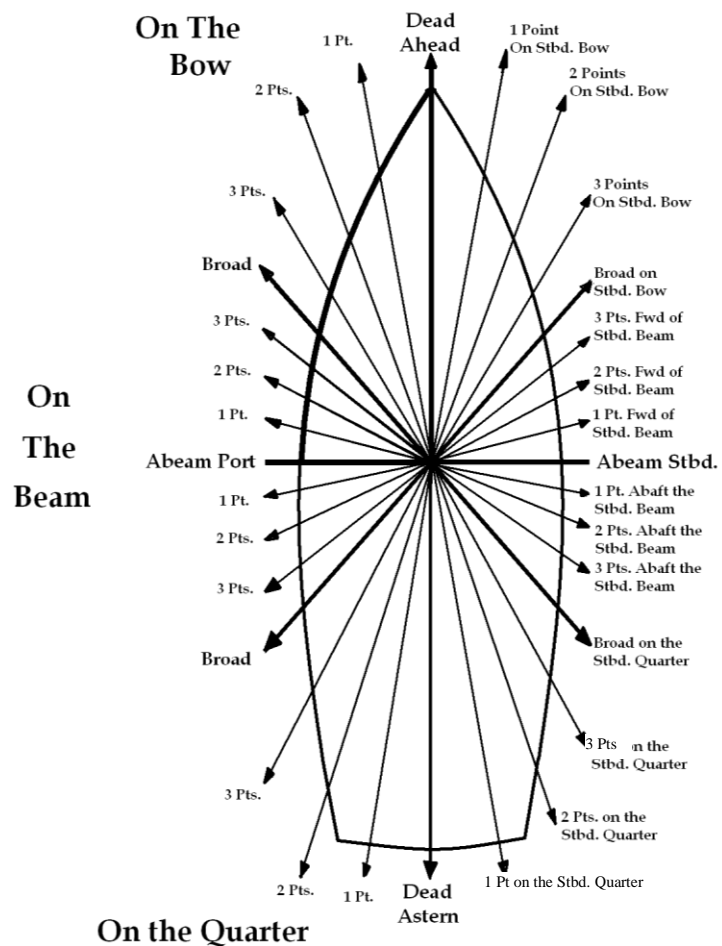 On The
Bow
Dead
Ahead
1 Pt.
1 Point
On Stbd. Bow
2 Pts.
2 Points
On Stbd. Bow
3 Pts.
3 Points
On Stbd. Bow
Broad
Broad on
Stbd. Bow
3 Pts.
3 Pts. Fwd of
Stbd. Beam
2 Pts.
2 Pts. Fwd of
Stbd. Beam
1 Pt.
1 Pt. Fwd of
Stbd. Beam
On
The
Beam
Abeam Port
Abeam Stbd.
1 Pt.
1 Pt. Abaft the
Stbd. Beam
2 Pts.
2 Pts. Abaft the
Stbd. Beam
3 Pts.
3 Pts. Abaft the
Stbd. Beam
Broad
Broad on the
Stbd. Quarter
3 Pts.
3 Pts on the
Stbd. Quarter
2 Pts. on the
Stbd. Quarter
2 Pts.
1 Pt.
Dead
Astern
1 Pt on the Stbd. Quarter
On the Quarter